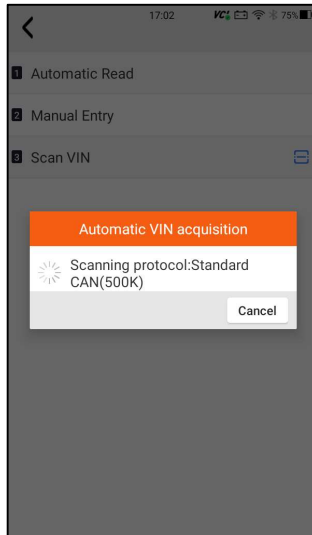 17:02 VCI 75%
1 Automatic Read
2 Manual Entry
3 Scan VIN
Automatic VIN acquisition
Scanning protocol:Standard
CAN(500K)
Cancel